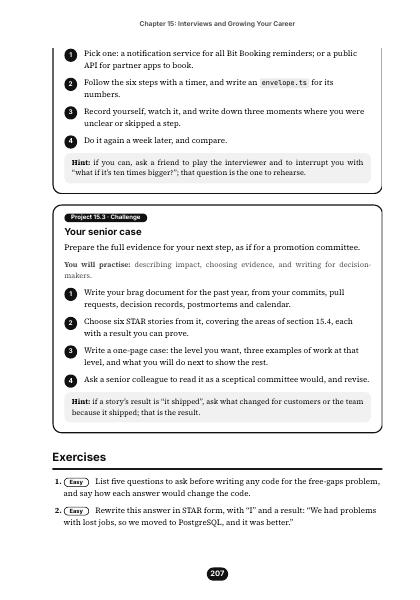 Chapter 15: Interviews and Growing Your Career
1 Pick one: a notification service for all Bit Booking reminders; or a public
API for partner apps to book.
2 Follow the six steps with a timer, and write an envelope.ts for its
numbers.
3 Record yourself, watch it, and write down three moments where you were
unclear or skipped a step.
4 Do it again a week later, and compare.
Hint: if you can, ask a friend to play the interviewer and to interrupt you with
“what if it’s ten times bigger?”; that question is the one to rehearse.
Project 15.3 · Challenge
Your senior case
Prepare the full evidence for your next step, as if for a promotion committee.
You will practise: describing impact, choosing evidence, and writing for decision-
makers.
1 Write your brag document for the past year, from your commits, pull
requests, decision records, postmortems and calendar.
2 Choose six STAR stories from it, covering the areas of section 15.4, each
with a result you can prove.
3 Write a one-page case: the level you want, three examples of work at that
level, and what you will do next to show the rest.
4 Ask a senior colleague to read it as a sceptical committee would, and revise.
Hint: if a story’s result is “it shipped”, ask what changed for customers or the team
because it shipped; that is the result.
Exercises
1. Easy List five questions to ask before writing any code for the free-gaps problem,
and say how each answer would change the code.
2. Easy Rewrite this answer in STAR form, with “I” and a result: “We had problems
with lost jobs, so we moved to PostgreSQL, and it was better.”
207